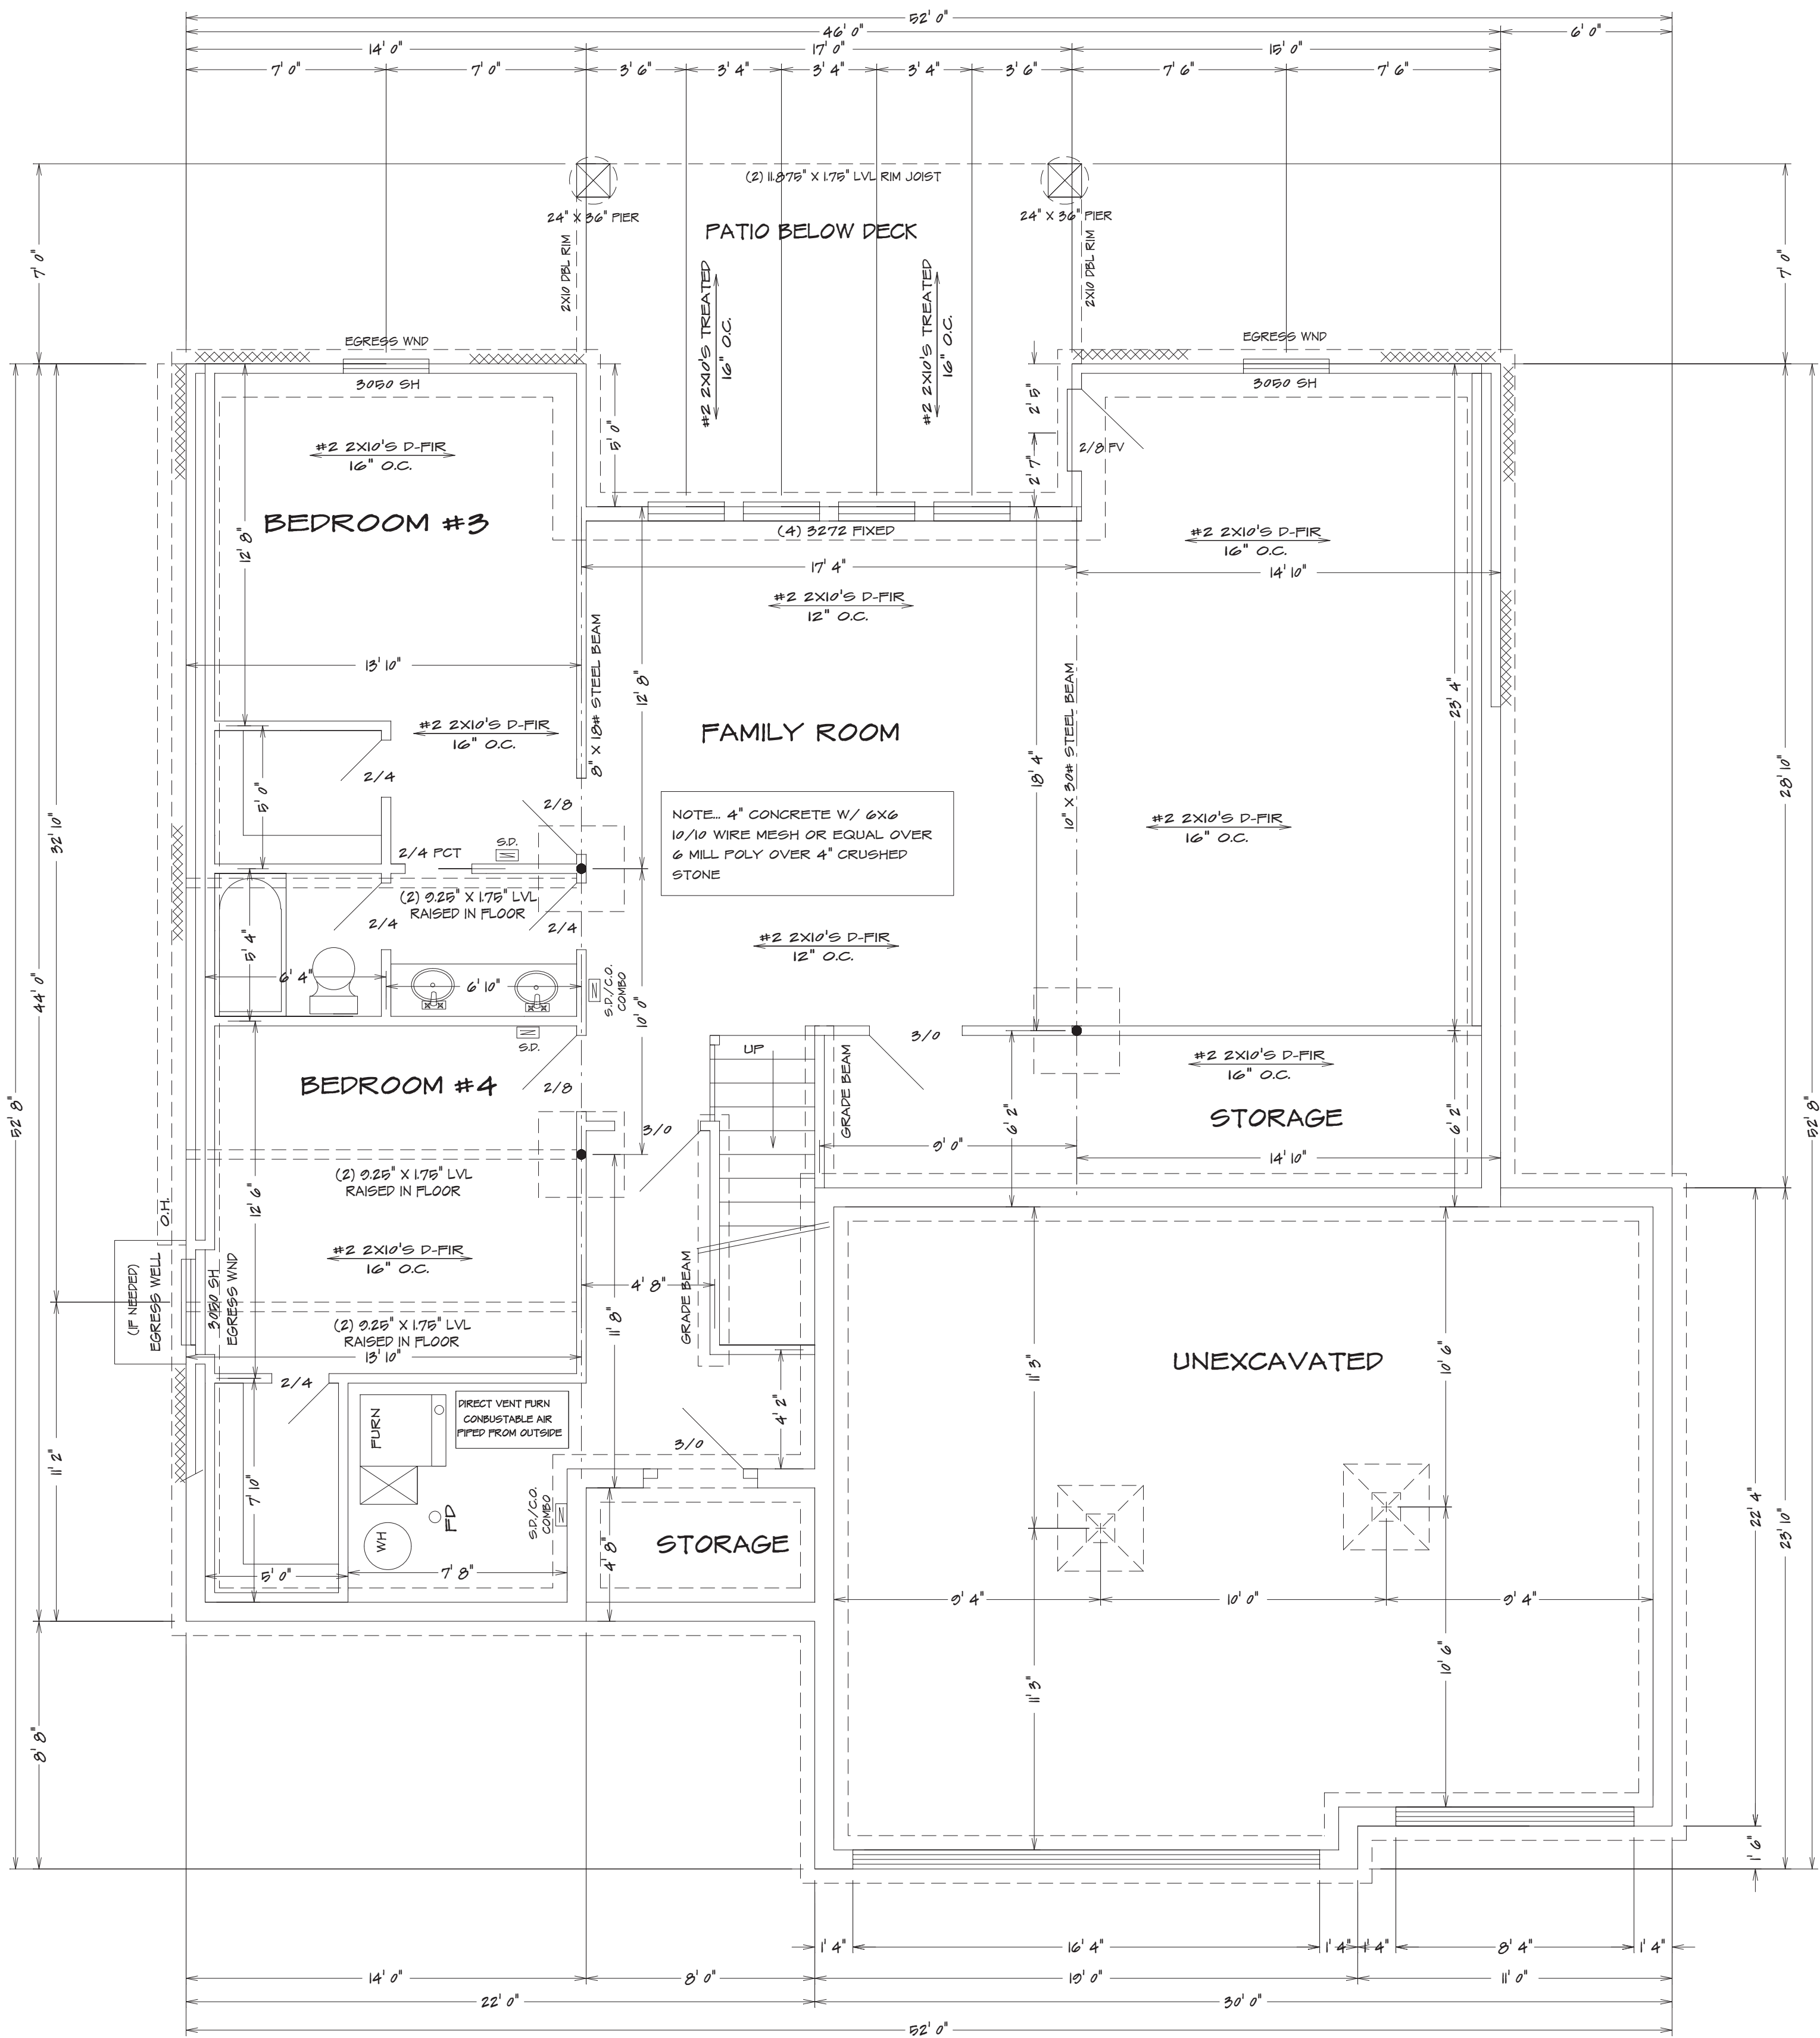 52' 0"
46' 0"
6' 0"
14' 0"
17' 0"
15' 0"
7' 0"
7' 0"
3' 6"
3' 4"
3' 4"
3' 4"
3' 6"
7' 6"
7' 6"
(2) 11.875" X 1.75" LVL RIM JOIST
24" X 36" PIER
24" X 36" PIER
PATIO BELOW DECK
2X10 DBL RIM
2X10 DBL RIM
7' 0"
7' 0"
#2 2X10'S TREATED
16" O.C.
#2 2X10'S TREATED
16" O.C.
EGRESS WND
3050 SH
EGRESS WND
3050 SH
5' 0"
2' 5"
2' 7"
2/8 FV
#2 2X10'S D-FIR
16" O.C.
BEDROOM #3
12' 8"
(4) 3272 FIXED
#2 2X10'S D-FIR
16" O.C.
17' 4"
14' 10"
#2 2X10'S D-FIR
12" O.C.
13' 10"
8" X 18# STEEL BEAM
12' 8"
10" X 30# STEEL BEAM
23' 4"
18' 4"
FAMILY ROOM
#2 2X10'S D-FIR
16" O.C.
2/4
5' 0"
2/8
NOTE... 4" CONCRETE W/ 6X6
10/10 WIRE MESH OR EQUAL OVER
6 MILL POLY OVER 4" CRUSHED
STONE
#2 2X10'S D-FIR
16" O.C.
28' 10"
32' 10"
2/4 PCT
S.D.
(2) 9.25" X 1.75" LVL
RAISED IN FLOOR
2/4
2/4
5' 4"
6' 4"
6' 10"
S.D./C.O.
COMBO
10' 0"
#2 2X10'S D-FIR
12" O.C.
44' 0"
S.D.
2/8
BEDROOM #4
UP
GRADE BEAM
3/0
#2 2X10'S D-FIR
16" O.C.
STORAGE
6' 2"
6' 2"
9' 0"
14' 10"
52' 8"
52' 8"
3/0
(2) 9.25" X 1.75" LVL
RAISED IN FLOOR
12' 6"
O.H.
#2 2X10'S D-FIR
16" O.C.
(IF NEEDED)
EGRESS WELL
3050 SH
EGRESS WND
4' 8"
GRADE BEAM
11' 8"
(2) 9.25" X 1.75" LVL
RAISED IN FLOOR
13' 10"
UNEXCAVATED
11' 3"
10' 6"
2/4
4' 2"
FURN
DIRECT VENT FURN
CONBUSTABLE AIR
PIPED FROM OUTSIDE
3/0
11' 2"
7' 10"
FD
WH
S.D./C.O.
COMBO
STORAGE
4' 8"
5' 0"
7' 8"
9' 4"
10' 0"
9' 4"
22' 4"
23' 10"
11' 3"
10' 6"
8' 8"
1' 6"
1' 4"
16' 4"
1' 4"
1' 4"
8' 4"
1' 4"
14' 0"
8' 0"
19' 0"
11' 0"
22' 0"
30' 0"
52' 0"